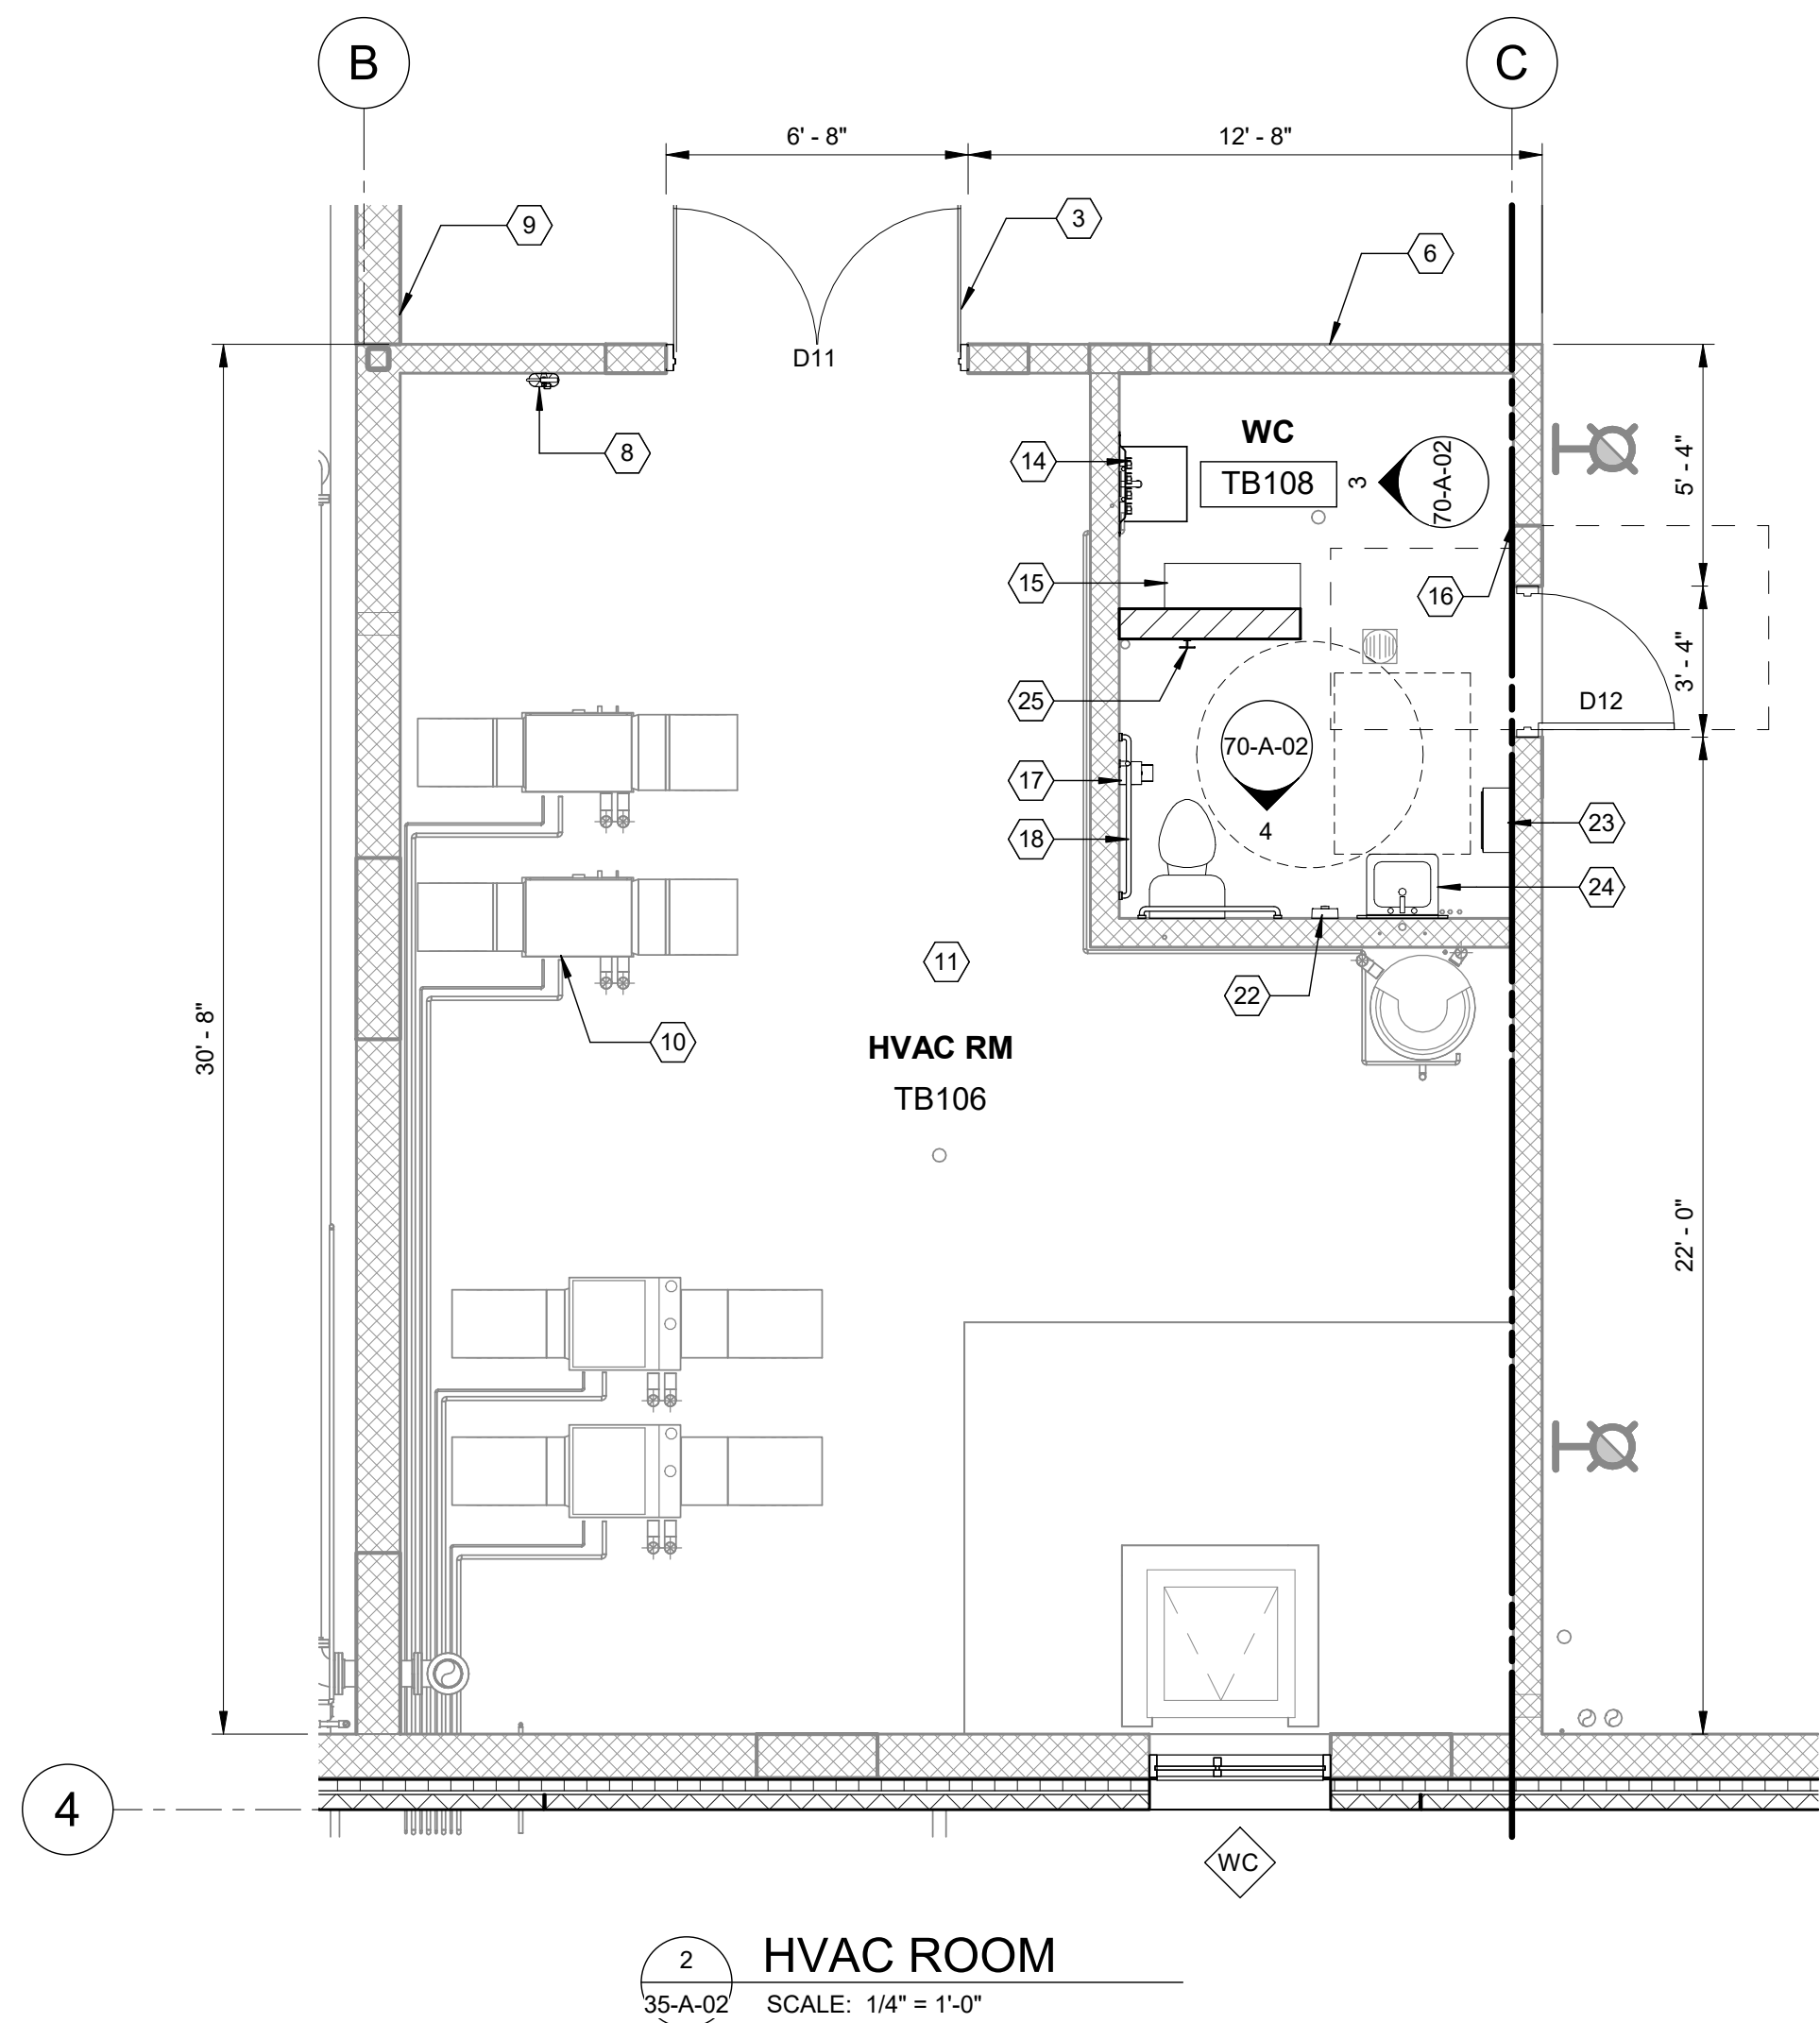 B
C
6' - 8"
12' - 8"
9
3
6
D11
8
WC
14
TB108
3
70-A-02
5' - 4"
15
16
25
3' - 4"
D12
70-A-02
17
4
18
23
24
11
22
10
HVAC RM
TB106
30' - 8"
22' - 0"
4
WC
2
HVAC ROOM
35-A-02
SCALE: 1/4" = 1'-0"